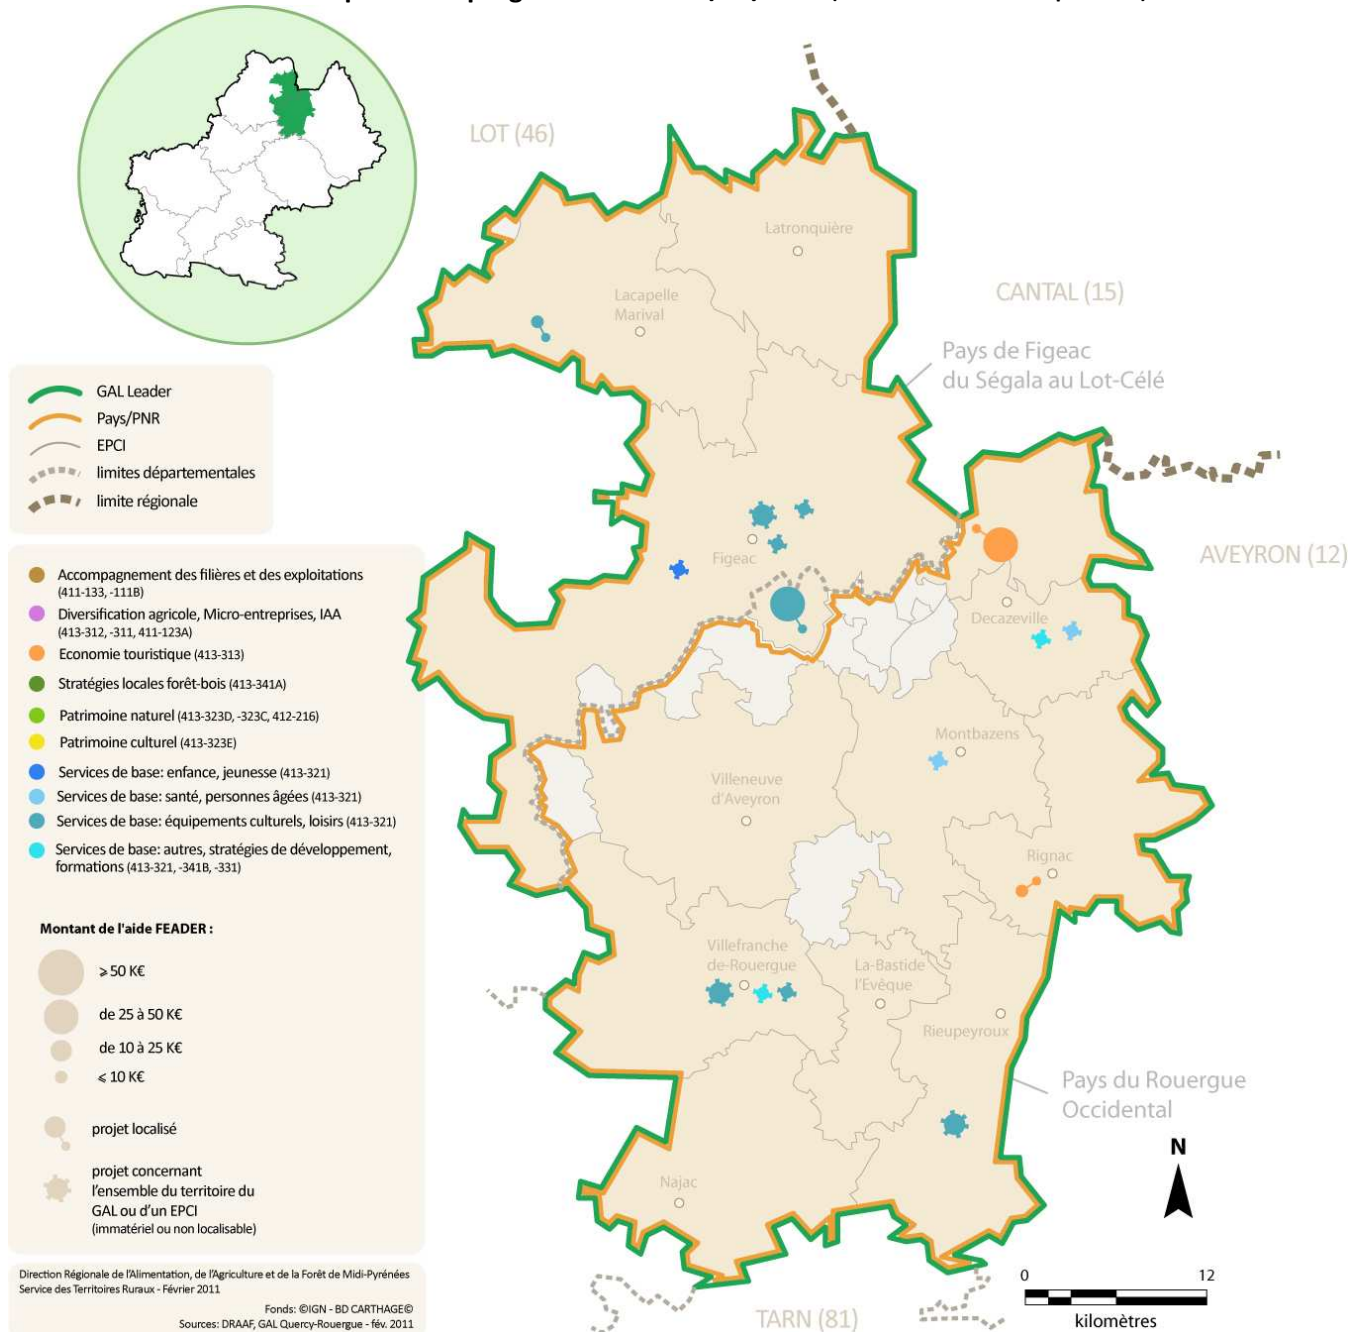 LOT (46)
Latronquière
Lacapelle
Marival
CANTAL (15)
Pays de Figeac
du Ségala au Lot-Célé
GAL Leader
Pays/PNR
EPCI
limites départementales
limite régionale
Figeac
AVEYRON (12)
Decazeville
Accompagnement des filières et des exploitations
(411-133, -111B)
Diversification agricole, Micro-entreprises, IAA
(413-312, -311, 411-123A)
Economie touristique (413-313)
Stratégies locales forêt-bois (413-341A)
Patrimoine naturel (413-323D, -323C, 412-216)
Patrimoine culturel (413-323E)
Services de base: enfance, jeunesse (413-321)
Services de base: santé, personnes âgées (413-321)
Services de base: équipements culturels, loisirs (413-321)
Services de base: autres, stratégies de développement,
formations (413-321, -341B, -331)
Montbazens
Villeneuve
d'Aveyron
Rignac
Montant de l'aide FEADER :
⩾ 50 K€
de 25 à 50 K€
de 10 à 25 K€
⩽ 10 K€
projet localisé
projet concernant
l'ensemble du territoire du
GAL ou d'un EPCI
(immatériel ou non localisable)
Villefranche
de-Rouergue
La-Bastide
l'Evêque
Rieupeyroux
Pays du Rouergue
Occidental
Najac
N
0 12
kilomètres
TARN (81)
Direction Régionale de l'Alimentation, de l'Agriculture et de la Forêt de Midi-Pyrénées
Service des Territoires Ruraux - Février 2011
Fonds: ©IGN - BD CARTHAGE©
Sources: DRAAF, GAL Quercy-Rouergue - fév. 2011